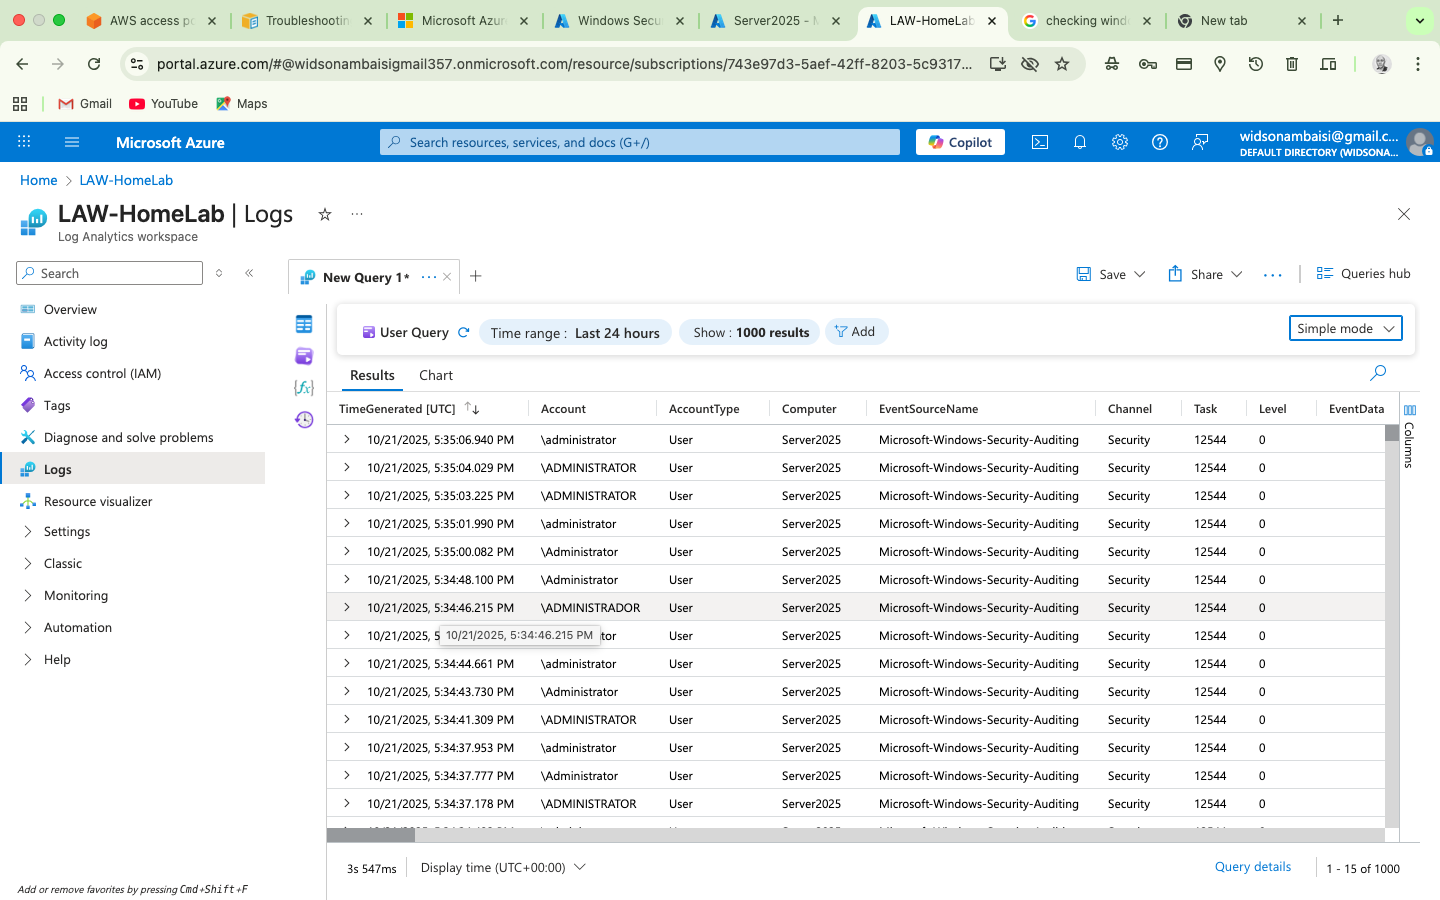 AWS access po
Troubleshootin
Microsoft Azur
Windows Secu
Server2025 - M
LAW-HomeLab
checking wind
New tab
portal.azure.com/#@widsonambaisigmail357.onmicrosoft.com/resource/subscriptions/743e97d3-5aef-42ff-8203-5c9317...
Gmail
YouTube
Maps
Microsoft Azure
Search resources, services, and docs (G+/)
Copilot
widsonambaisi@gmail.c...
DEFAULT DIRECTORY (WIDSONA...
Home > LAW-HomeLab
LAW-HomeLab | Logs
Log Analytics workspace
Search
Overview
Activity log
Access control (IAM)
Tags
Diagnose and solve problems
Logs
Resource visualizer
Settings
Classic
Monitoring
Automation
Help
Add or remove favorites by pressing Cmd+Shift+F
New Query 1*
Save
Share
Queries hub
User Query
Time range : Last 24 hours
Show : 1000 results
Add
Simple mode
Results
Chart
TimeGenerated [UTC] Account AccountType Computer EventSourceName Channel Task Level EventData
10/21/2025, 5:35:06.940 PM \administrator User Server2025 Microsoft-Windows-Security-Auditing Security 12544 0
10/21/2025, 5:35:04.029 PM \ADMINISTRATOR User Server2025 Microsoft-Windows-Security-Auditing Security 12544 0
10/21/2025, 5:35:03.225 PM \ADMINISTRATOR User Server2025 Microsoft-Windows-Security-Auditing Security 12544 0
10/21/2025, 5:35:01.990 PM \administrator User Server2025 Microsoft-Windows-Security-Auditing Security 12544 0
10/21/2025, 5:35:00.082 PM \Administrator User Server2025 Microsoft-Windows-Security-Auditing Security 12544 0
10/21/2025, 5:34:48.100 PM \Administrator User Server2025 Microsoft-Windows-Security-Auditing Security 12544 0
10/21/2025, 5:34:46.215 PM \ADMINISTRADOR User Server2025 Microsoft-Windows-Security-Auditing Security 12544 0
10/21/2025, 5 tor User Server2025 Microsoft-Windows-Security-Auditing Security 12544 0
10/21/2025, 5:34:46.215 PM
10/21/2025, 5:34:44.661 PM \administrator User Server2025 Microsoft-Windows-Security-Auditing Security 12544 0
10/21/2025, 5:34:43.730 PM \Administrator User Server2025 Microsoft-Windows-Security-Auditing Security 12544 0
10/21/2025, 5:34:41.309 PM \ADMINISTRATOR User Server2025 Microsoft-Windows-Security-Auditing Security 12544 0
10/21/2025, 5:34:37.953 PM \administrator User Server2025 Microsoft-Windows-Security-Auditing Security 12544 0
10/21/2025, 5:34:37.777 PM \Administrator User Server2025 Microsoft-Windows-Security-Auditing Security 12544 0
10/21/2025, 5:34:37.178 PM \ADMINISTRATOR User Server2025 Microsoft-Windows-Security-Auditing Security 12544 0
Columns
3s 547ms
Display time (UTC+00:00)
Query details
1 - 15 of 1000